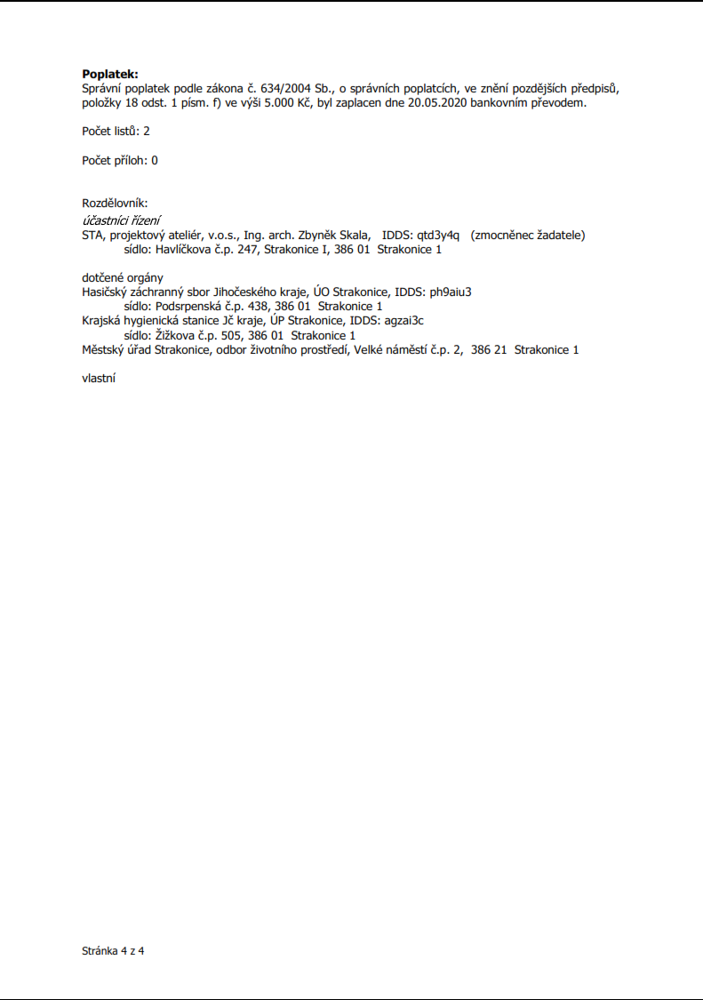 Poplatek:
Správní poplatek podle zákona č. 634/2004 Sb., o správních poplatcích, ve znění pozdějších předpisů,
položky 18 odst. 1 písm. f) ve výši 5.000 Kč, byl zaplacen dne 20.05.2020 bankovním převodem.
Počet listů: 2
Počet příloh: 0
Rozdělovník:
účastníci řízení
STA, projektový ateliér, v.o.s., Ing. arch. Zbyněk Skala, IDDS: qtd3y4q (zmocněnec žadatele)
sídlo: Havlíčkova č.p. 247, Strakonice I, 386 01 Strakonice 1
dotčené orgány
Hasičský záchranný sbor Jihočeského kraje, ÚO Strakonice, IDDS: ph9aiu3
sídlo: Podsrpenská č.p. 438, 386 01 Strakonice 1
Krajská hygienická stanice Jč kraje, ÚP Strakonice, IDDS: agzai3c
sídlo: Žižkova č.p. 505, 386 01 Strakonice 1
Městský úřad Strakonice, odbor životního prostředí, Velké náměstí č.p. 2, 386 21 Strakonice 1
vlastní
Stránka 4 z 4